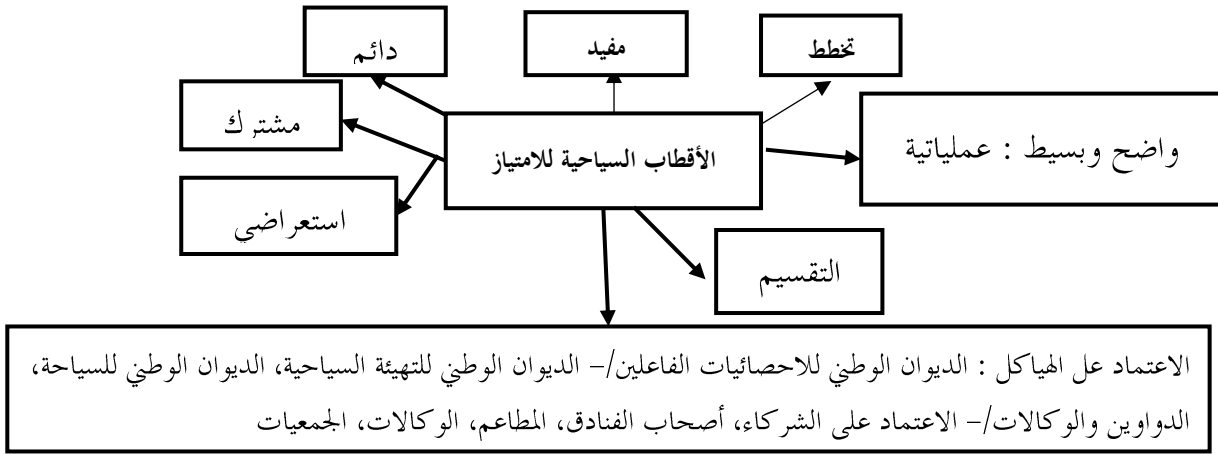 تخطط
مفيد
دائم
مشترك
الأقطاب السياحية للامتياز
واضح وبسيط : عملياتية
استعراضي
التقسيم
الاعتماد عل الهياكل : الديوان الوطني للاحصائيات الفاعلين/– الديوان الوطني للتهيئة السياحية، الديوان الوطني للسياحة،
الدواوين والوكالات/– الاعتماد على الشركاء، أصحاب الفنادق، المطاعم، الوكالات، الجمعيات